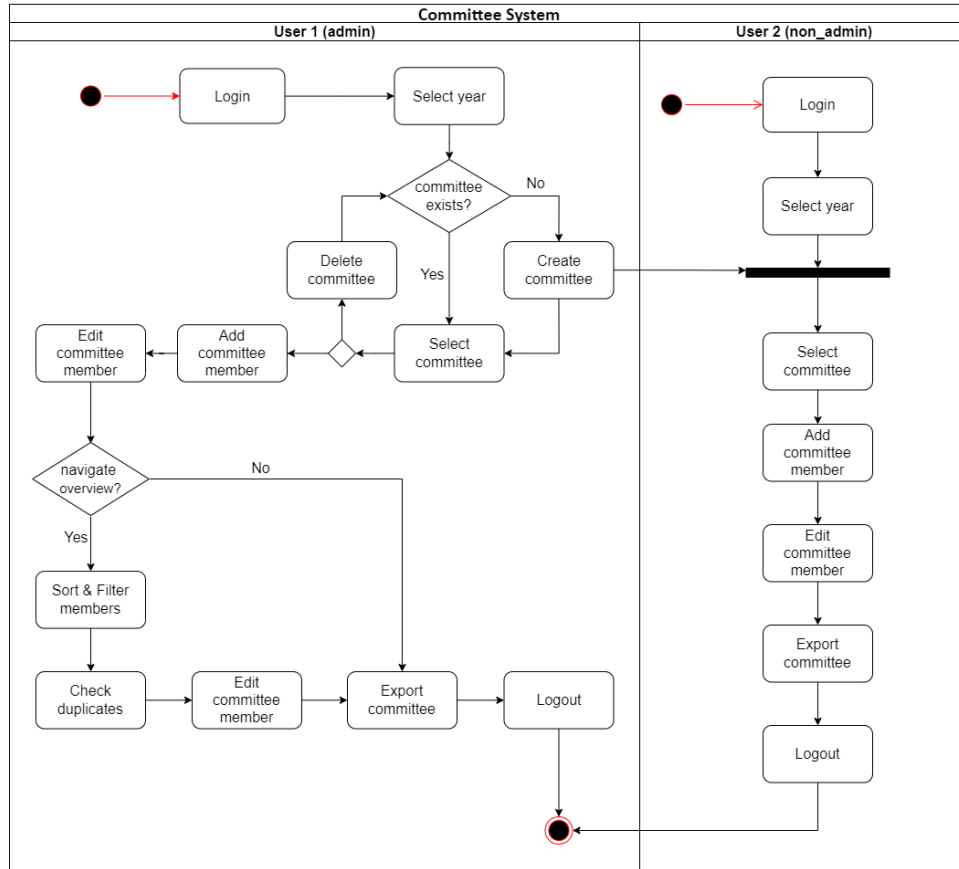 Committee System
User 1 (admin)
User 2 (non_admin)
Login
Select year
committee
exists?
No
Yes
Delete
committee
Create
committee
Edit
committee
member
Add
committee
member
Select
committee
navigate
overview?
No
Yes
Sort & Filter
members
Check
duplicates
Edit
committee
member
Export
committee
Logout
Login
Select year
Select
committee
Add
committee
member
Edit
committee
member
Export
committee
Logout